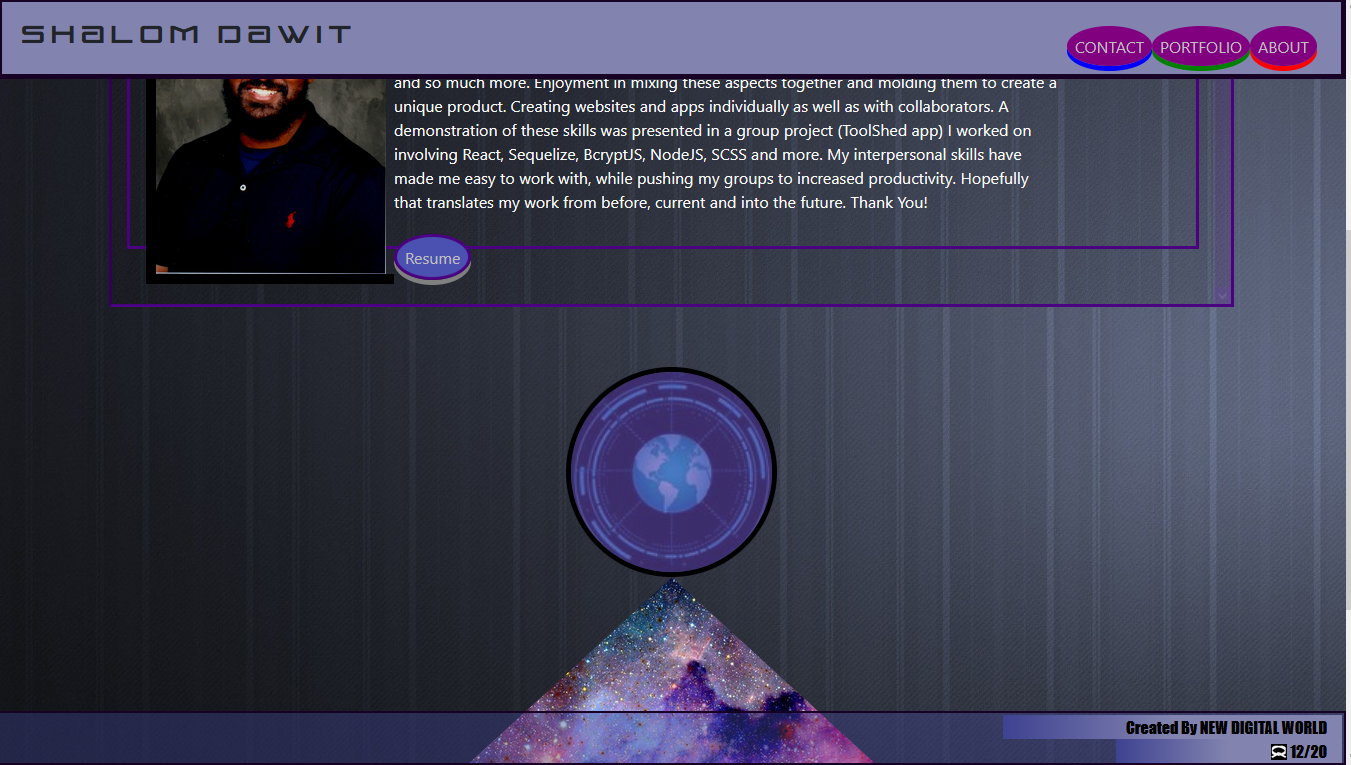 SHALOM DAWIT
CONTACT PORTFOLIO ABOUT
and so much more. Enjoyment in mixing these aspects together and molding them to create a
unique product. Creating websites and apps individually as well as with collaborators. A
demonstration of these skills was presented in a group project (ToolShed app) I worked on
involving React, Sequelize, BcryptJS, NodeJS, SCSS and more. My interpersonal skills have
made me easy to work with, while pushing my groups to increased productivity. Hopefully
that translates my work from before, current and into the future. Thank You!
Resume
Created By NEW DIGITAL WORLD
12/20